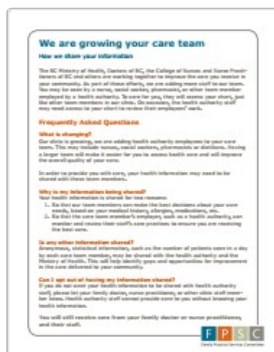 We are growing your care team
How we share your information
The BC Ministry of Health, Doctors of BC, the College of Nurses and Nurse Practi-
tioners of BC and others are working together to improve the care you receive in
your community. As part of these efforts, we are adding more staff to our team.
You may be seen by a nurse, social worker, pharmacist, or other team member
employed by a health authority. To care for you, they will access your chart, just
like other team members in our clinic. On occasion, the health authority staff
may need access to your chart to review their employees' work.
Frequently Asked Questions
What is changing?
Our clinic is growing, we are adding health authority employees to your care
team. This may include nurses, social workers, pharmacists or dietitians. Having
a larger team will make it easier for you to access health care and will improve
the overall quality of your care.
In order to provide you with care, your health information may need to be
shared with these team members.
Why is my information being shared?
Your health information is shared for two reasons:
1. So that our team members can make the best decisions about your care
needs, based on your medical history, allergies, medications, etc.
2. So that the care team member's employer, such as a health authority can
monitor and review their staff's care practices to ensure you are receiving
the best care.
Is any other information shared?
Anonymous, statistical information, such as the number of patients seen in a day
by each care team member, may be shared with the health authority and the
Ministry of Health. This will help identify gaps and opportunities for improvement
in the care delivered to your community.
Can I opt out of having my information shared?
If you do not want your health information to be shared with health authority
staff, please let your family doctor, nurse practitioner, or other clinic staff mem-
ber know. Health authority staff cannot provide care to you without knowing your
health information.
You will still receive care from your family doctor or nurse practitioner,
and their staff.
FPSC
Family Practice Services Committee